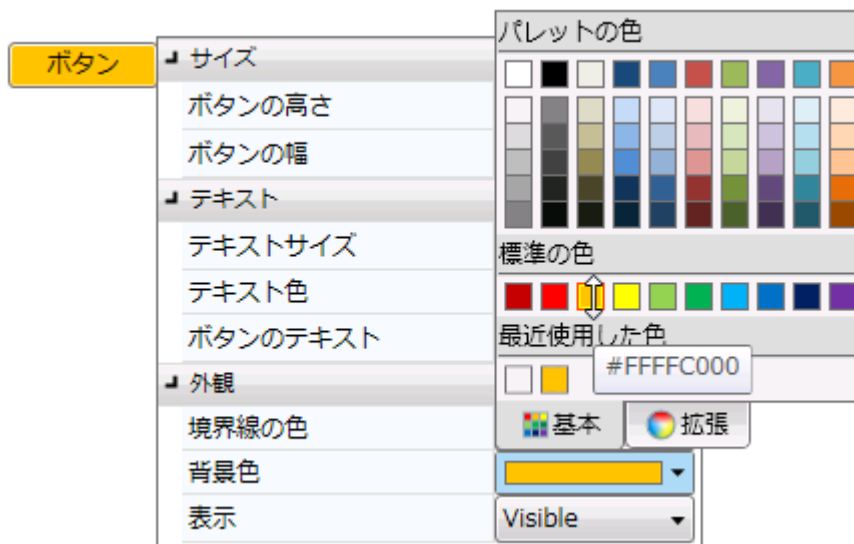 ボタン
サイズ
ボタンの高さ
ボタンの幅
テキスト
テキストサイズ
テキスト色
ボタンのテキスト
外観
境界線の色
背景色
表示
パレットの色
標準の色
最近使用した色
#FFFFC000
基本
拡張
Visible